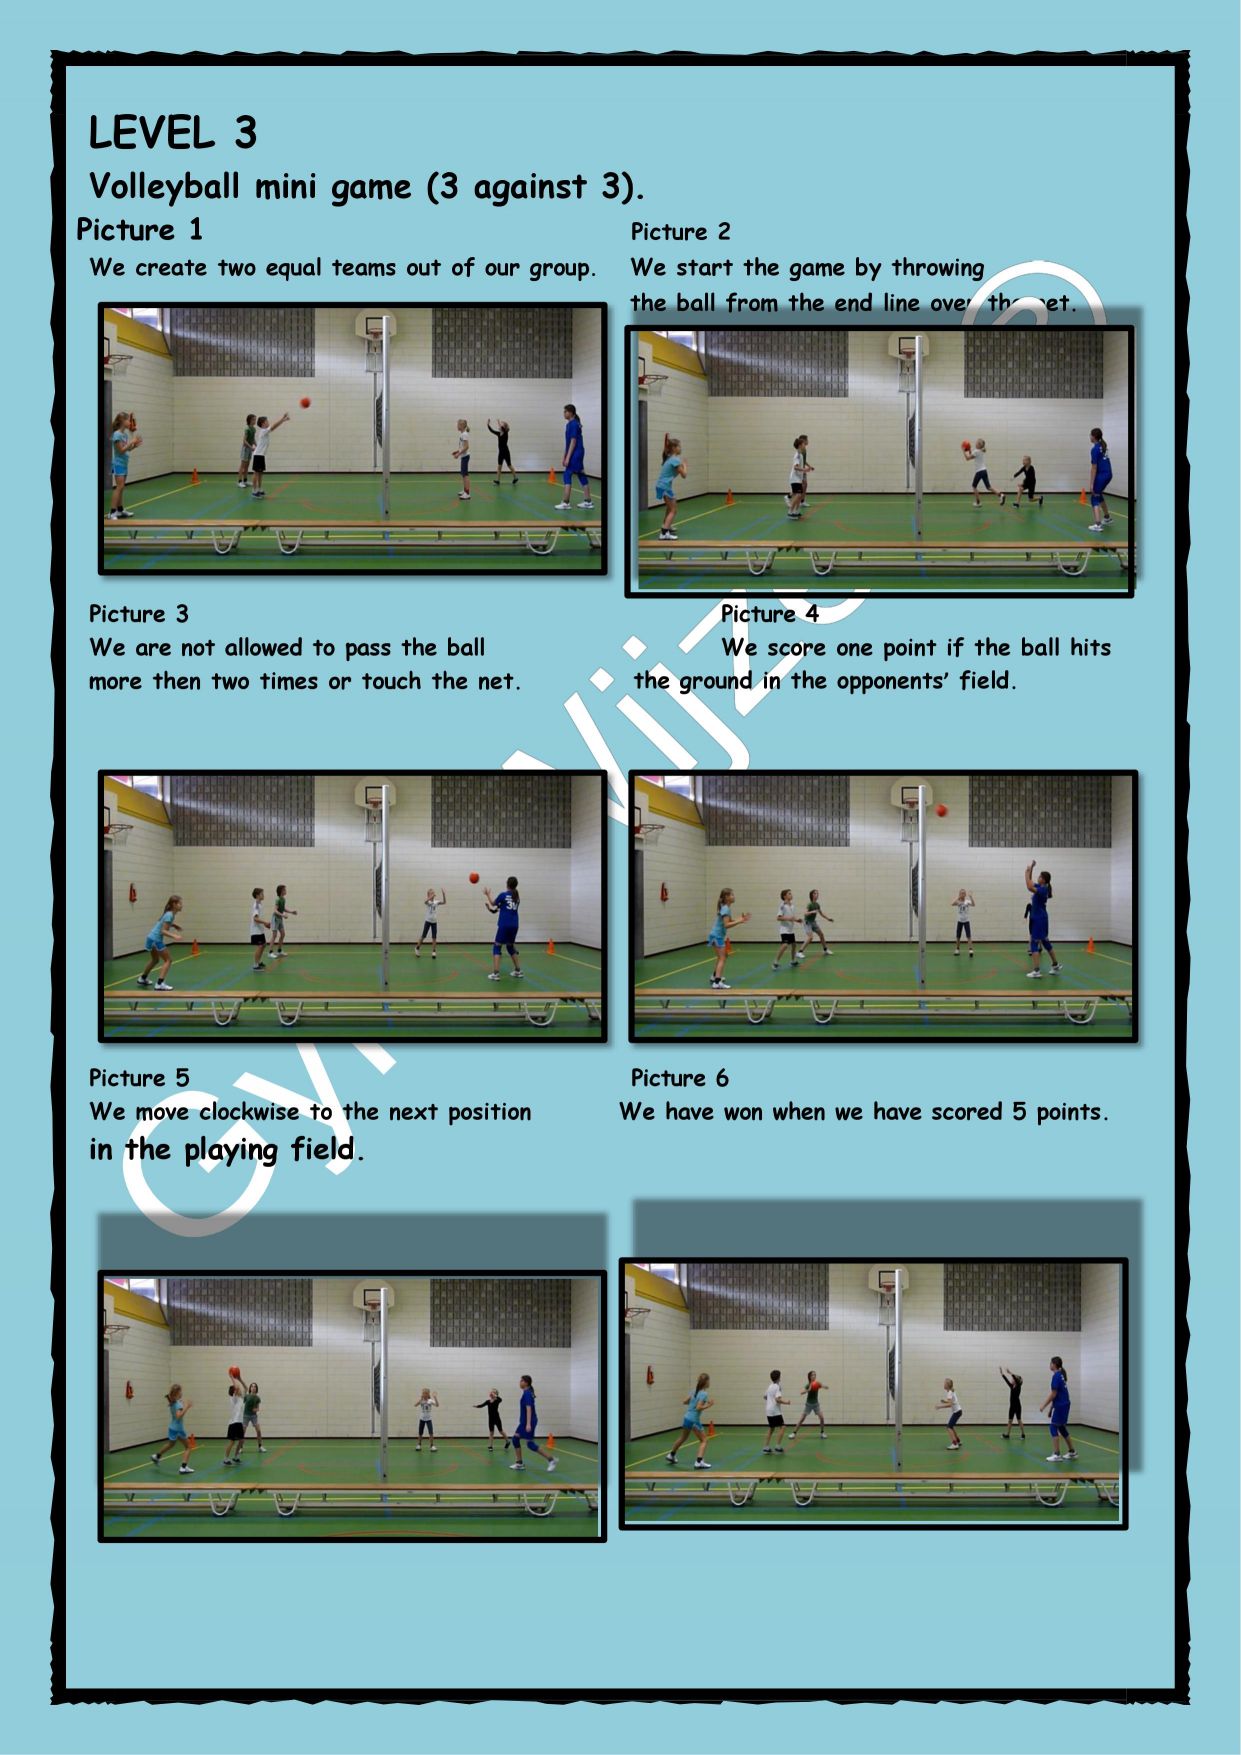 LEVEL 3
Volleyball mini game (3 against 3).
Picture 1
We create two equal teams out of our group.
Picture 2
We start the game by throwing
the ball from the end line over the net.
Picture 3
We are not allowed to pass the ball
more then two times or touch the net.
Picture 4
We score one point if the ball hits
the ground in the opponents’ field.
Picture 5
We move clockwise to the next position
in the playing field.
Picture 6
We have won when we have scored 5 points.